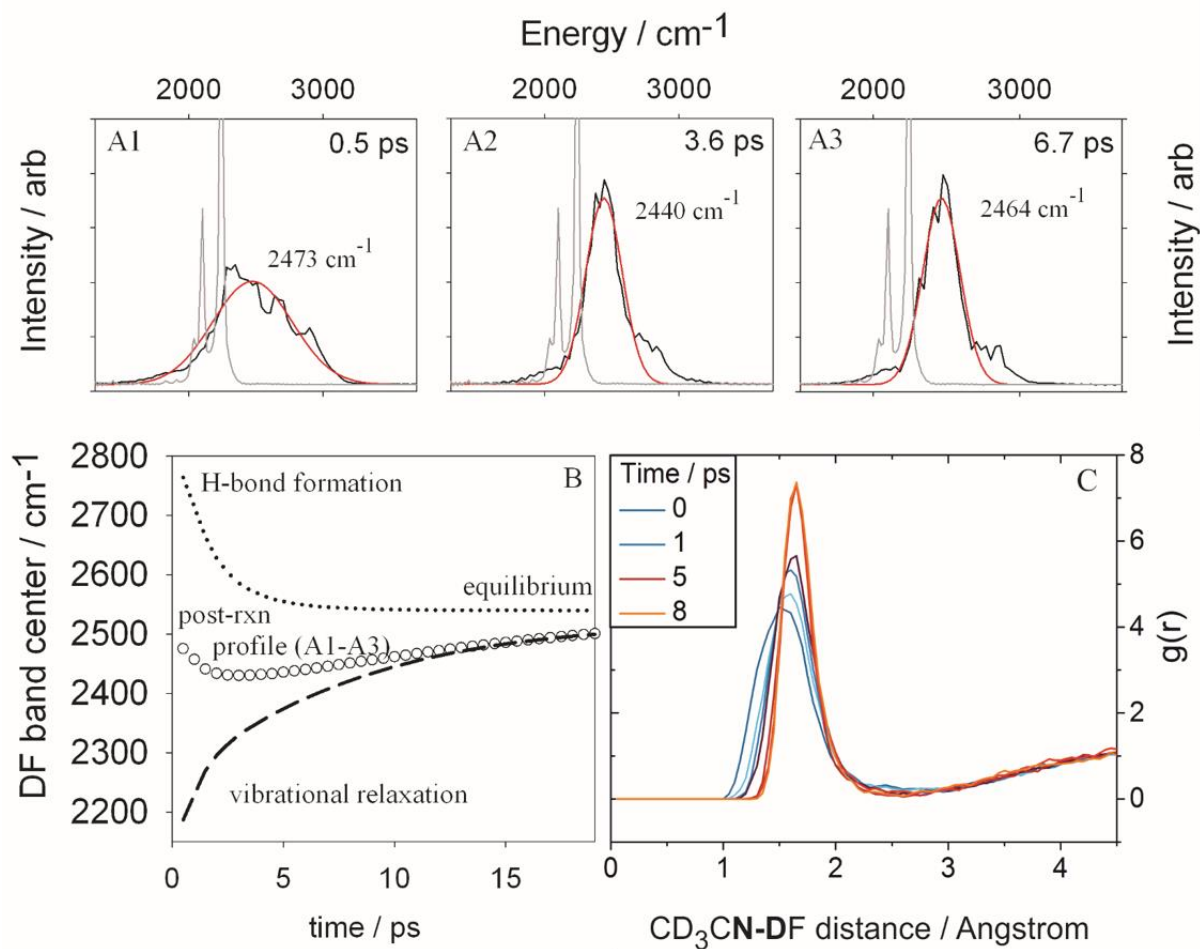 Energy / cm-1
2000 3000 2000 3000 2000 3000
A1 0.5 ps A2 3.6 ps A3 6.7 ps
Intensity / arb
2473 cm-1
2440 cm-1
2464 cm-1
Intensity / arb
DF band center / cm-1
2800
2700
2600
2500
2400
2300
2200
B
H-bond formation
equilibrium
post-rxn
profile (A1-A3)
vibrational relaxation
0 5 10 15
time / ps
C
Time / ps
0
1
5
8
8
6
4
2
0
g(r)
0 1 2 3 4
CD3CN-DF distance / Angstrom